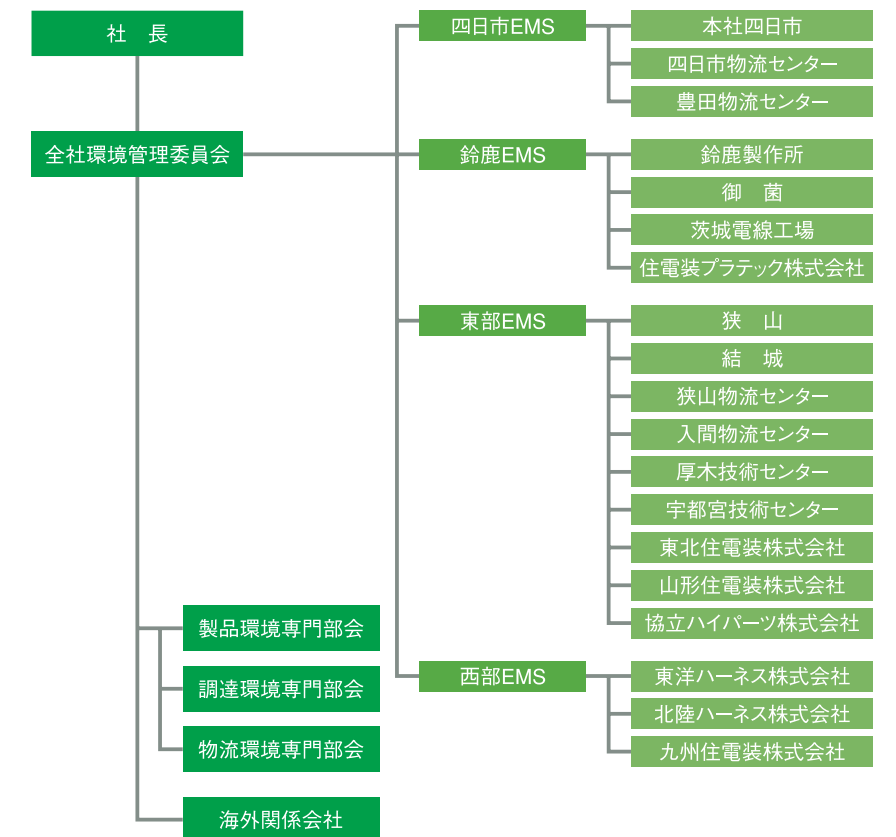 社　長
全社環境管理委員会
製品環境専門部会
調達環境専門部会
物流環境専門部会
海外関係会社
四日市EMS
本社四日市
四日市物流センター
豊田物流センター
鈴鹿EMS
鈴鹿製作所
御　薗
茨城電線工場
住電装プラテック株式会社
東部EMS
狭　山
結　城
狭山物流センター
入間物流センター
厚木技術センター
宇都宮技術センター
東北住電装株式会社
山形住電装株式会社
協立ハイパーツ株式会社
西部EMS
東洋ハーネス株式会社
北陸ハーネス株式会社
九州住電装株式会社